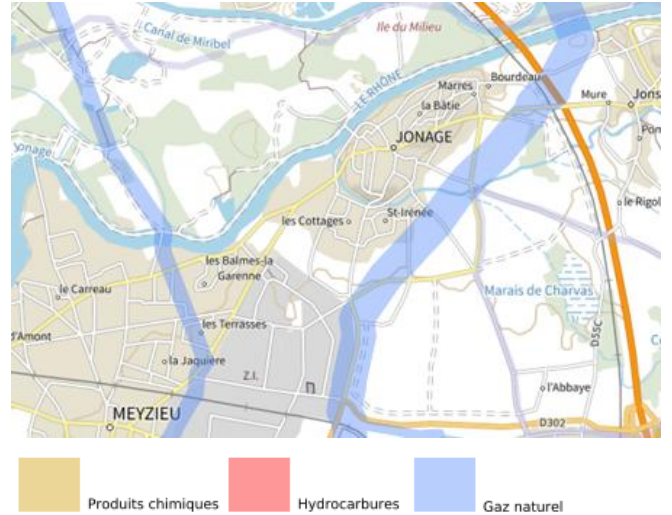 Canal de Miribel
Ile du Milieu
Bourdeau
Marres
LE RHÔNE
la Bâtie
Mure
Jons
JONAGE
Pon
Jonage
le Rigol
les Cottages
St-Irénée
les Balmes-la
Garenne
le Carreau
Marais de Charvas
les Terrasses
d'Amont
D55C
la Jaquière
Z.I.
l'Abbaye
MEYZIEU
D302
Produits chimiques
Hydrocarbures
Gaz naturel